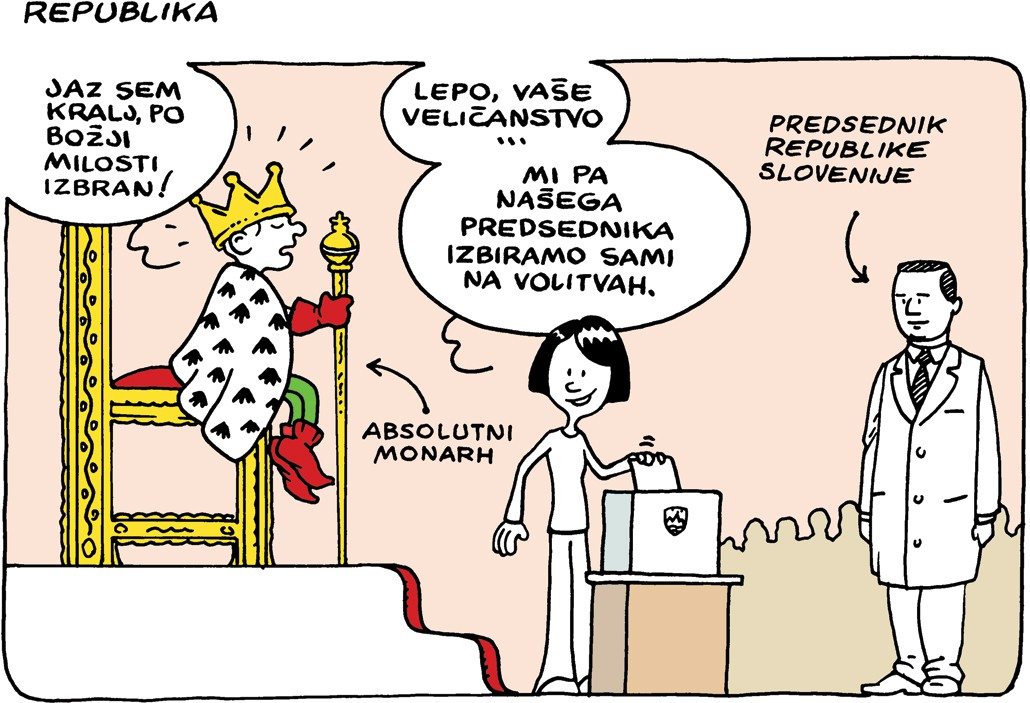 REPUBLIKA
JAZ SEM
KRALJ, PO
BOŽJI
MILOSTI
IZBRAN!
LEPO, VAŠE
VELIČANSTVO
...
MI PA
NAŠEGA
PREDSEDNIKA
IZBIRAMO SAMI
NA VOLITVAH.
PREDSEDNIK
REPUBLIKE
SLOVENIJE
ABSOLUTNI
MONARH